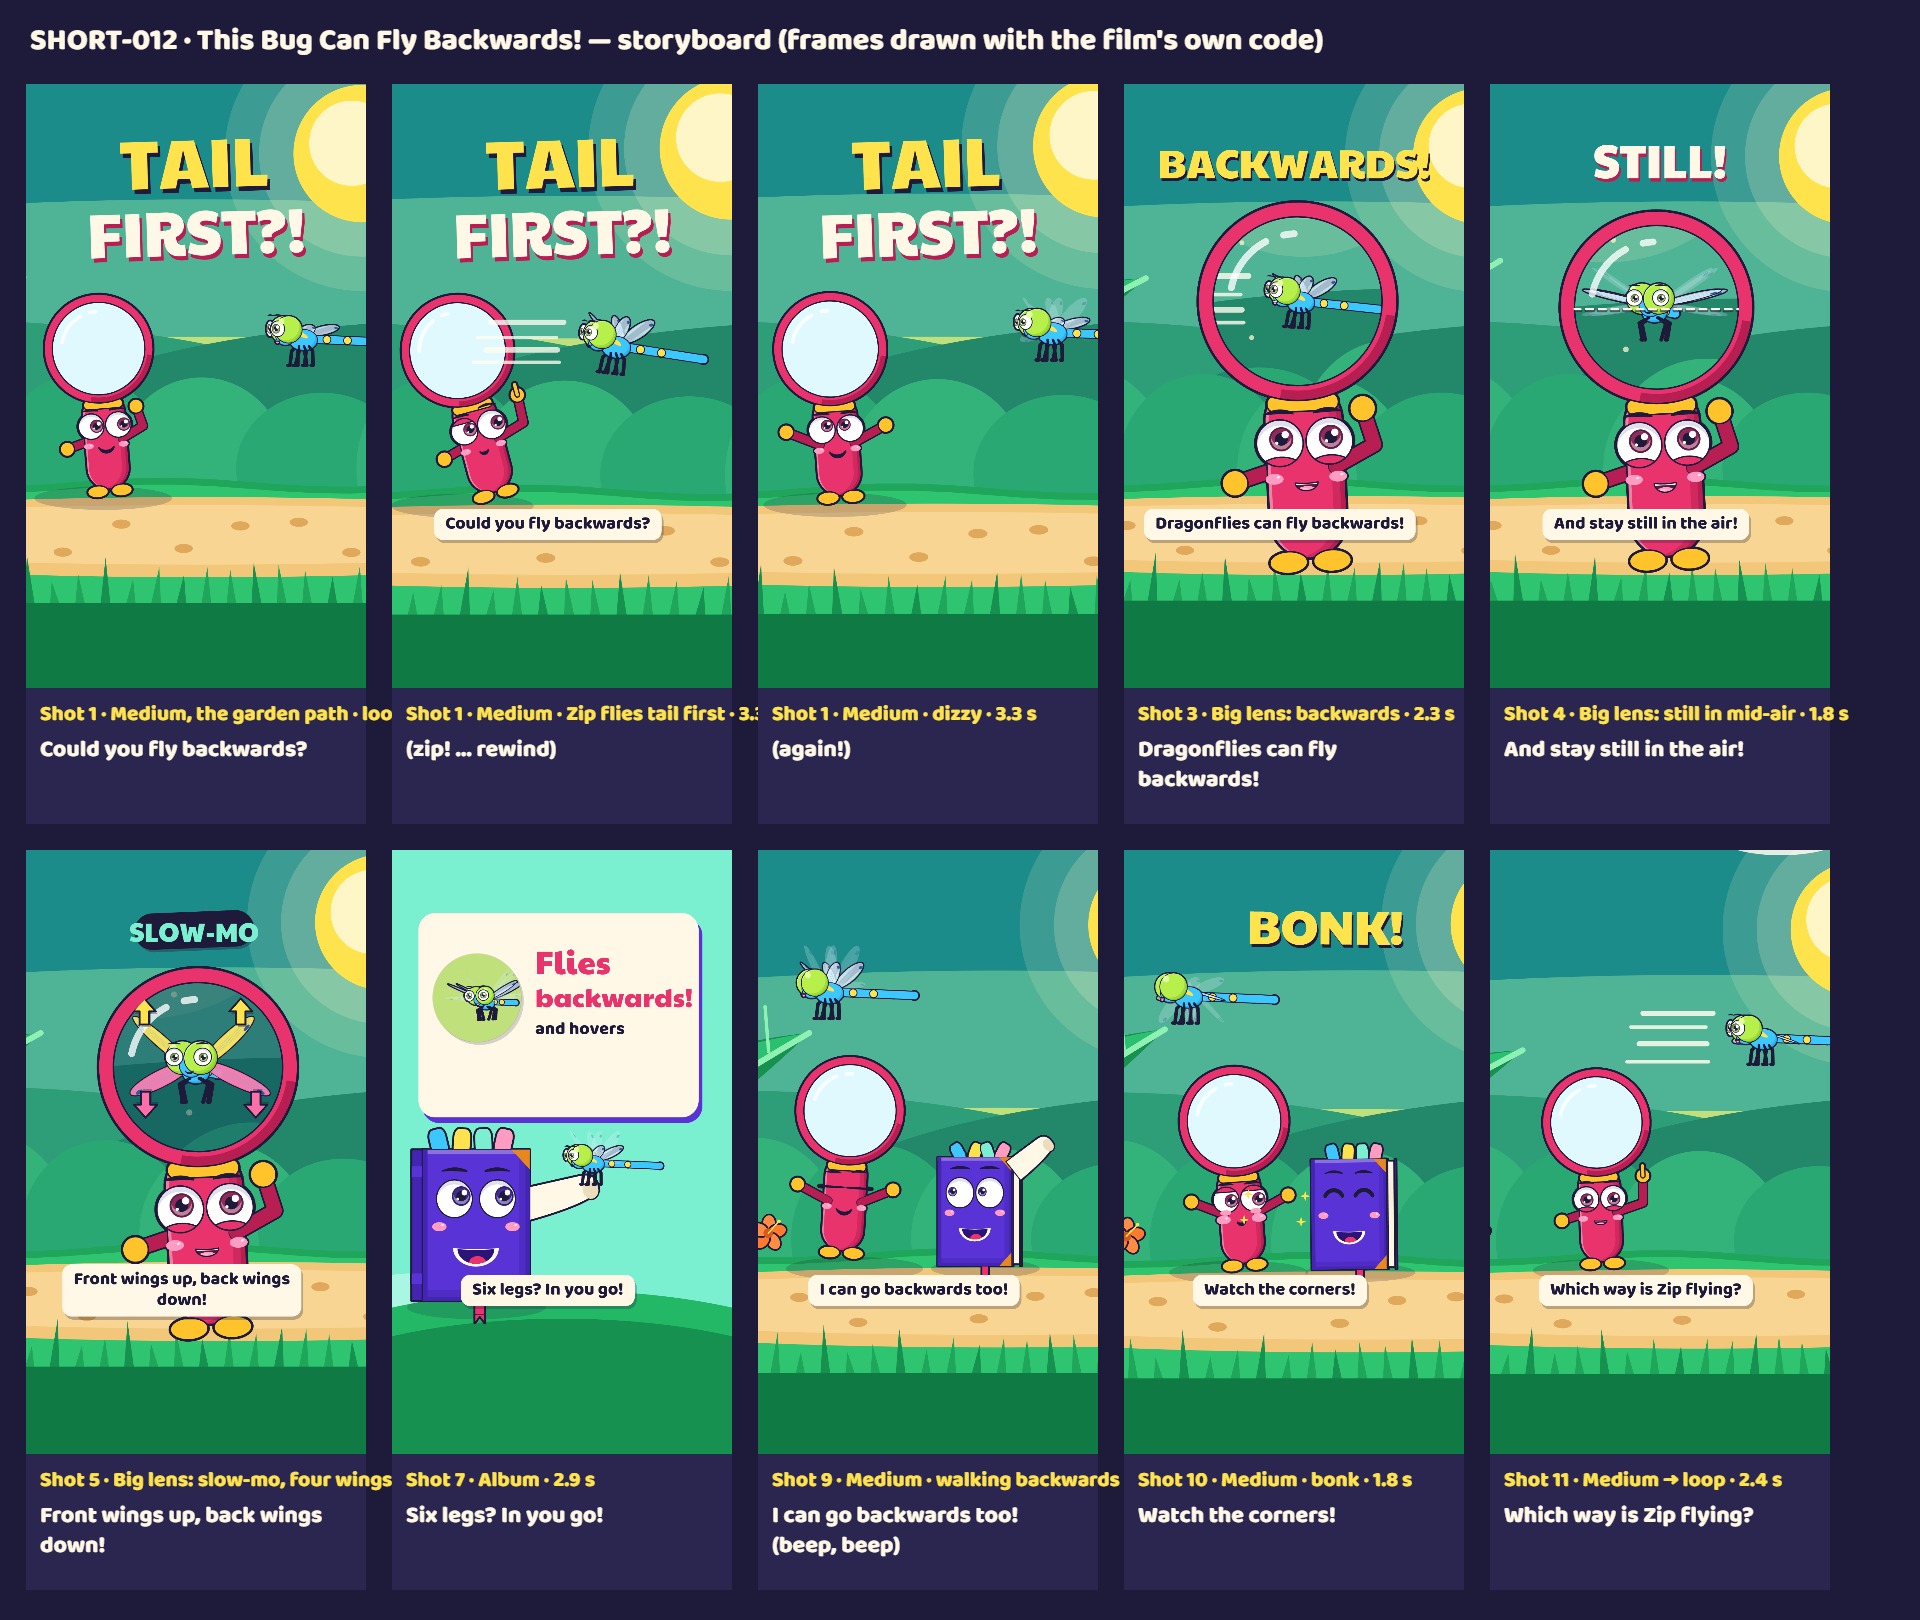 SHORT-012 · This Bug Can Fly Backwards! — storyboard (frames drawn with the film's own code)
TAIL
FIRST?!
Shot 1 · Medium, the garden path · loo
Could you fly backwards?
TAIL
FIRST?!
Could you fly backwards?
Shot 1 · Medium · Zip flies tail first · 3.3
(zip! ... rewind)
TAIL
FIRST?!
Shot 1 · Medium · dizzy · 3.3 s
(again!)
BACKWARDS!
Dragonflies can fly backwards!
Shot 3 · Big lens: backwards · 2.3 s
Dragonflies can fly
backwards!
STILL!
And stay still in the air!
Shot 4 · Big lens: still in mid-air · 1.8 s
And stay still in the air!
SLOW-MO
Front wings up, back wings
down!
Shot 5 · Big lens: slow-mo, four wings
Front wings up, back wings
down!
Flies
backwards!
and hovers
Six legs? In you go!
Shot 7 · Album · 2.9 s
Six legs? In you go!
I can go backwards too!
Shot 9 · Medium · walking backwards
I can go backwards too!
(beep, beep)
BONK!
Watch the corners!
Shot 10 · Medium · bonk · 1.8 s
Watch the corners!
Which way is Zip flying?
Shot 11 · Medium → loop · 2.4 s
Which way is Zip flying?